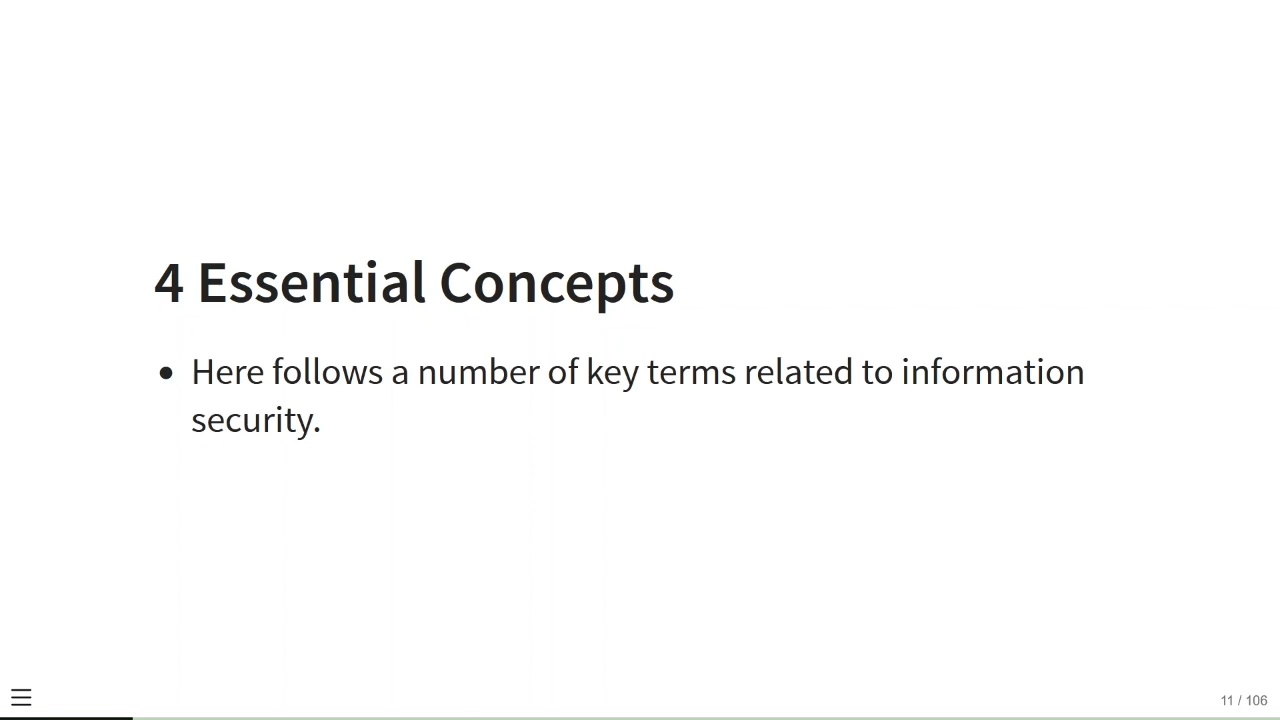 4 Essential Concepts
• Here follows a number of key terms related to information
security.
11 / 106